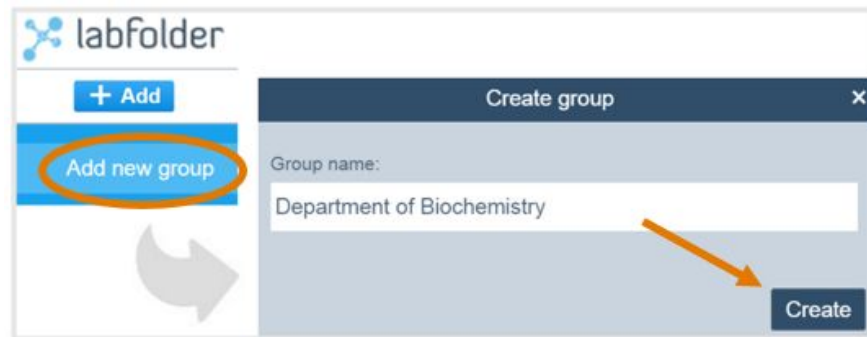 labfolder
+ Add
Add new group
Create group ×
Group name:
Department of Biochemistry
Create